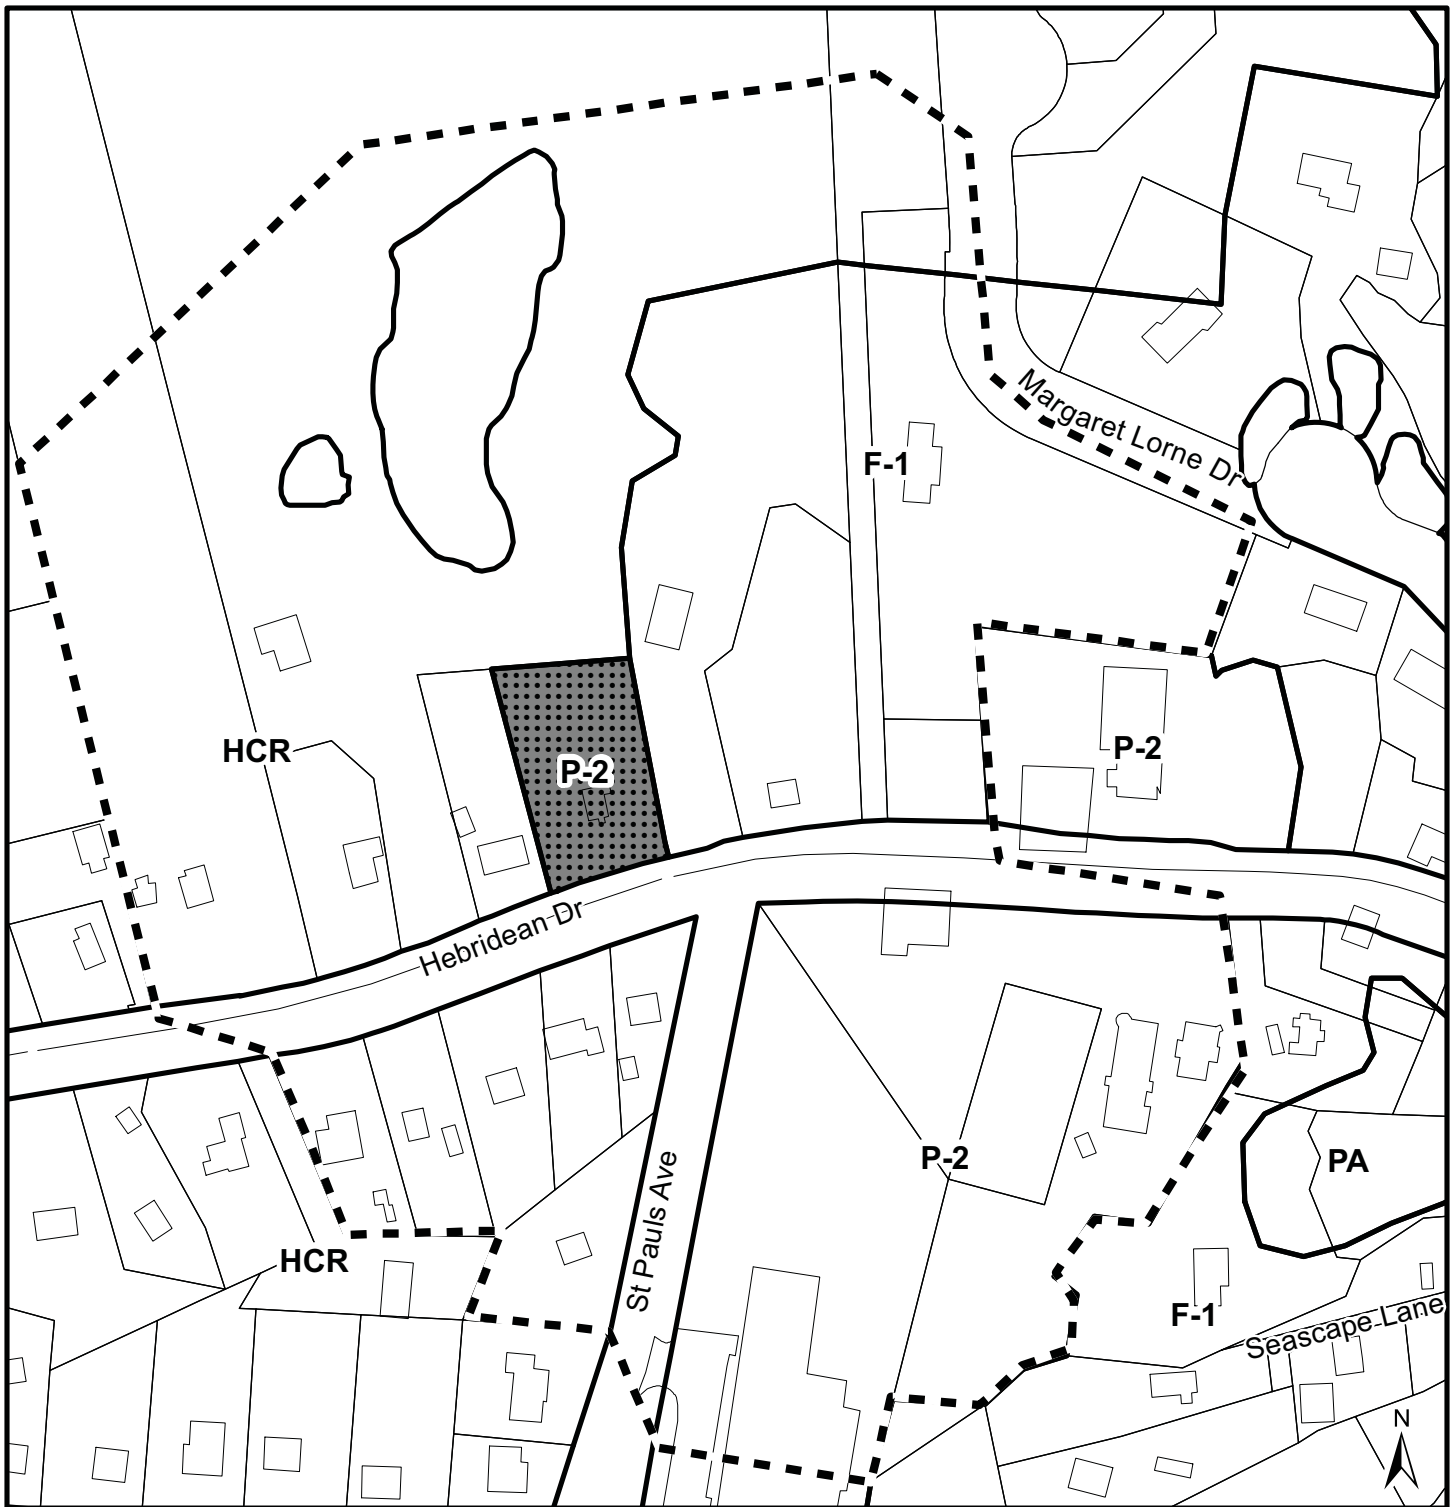 Margaret Lorne Dr
F-1
HCR
P-2
P-2
Hebridean Dr
P-2
PA
St Pauls Ave
HCR
F-1
Seascape Lane
N